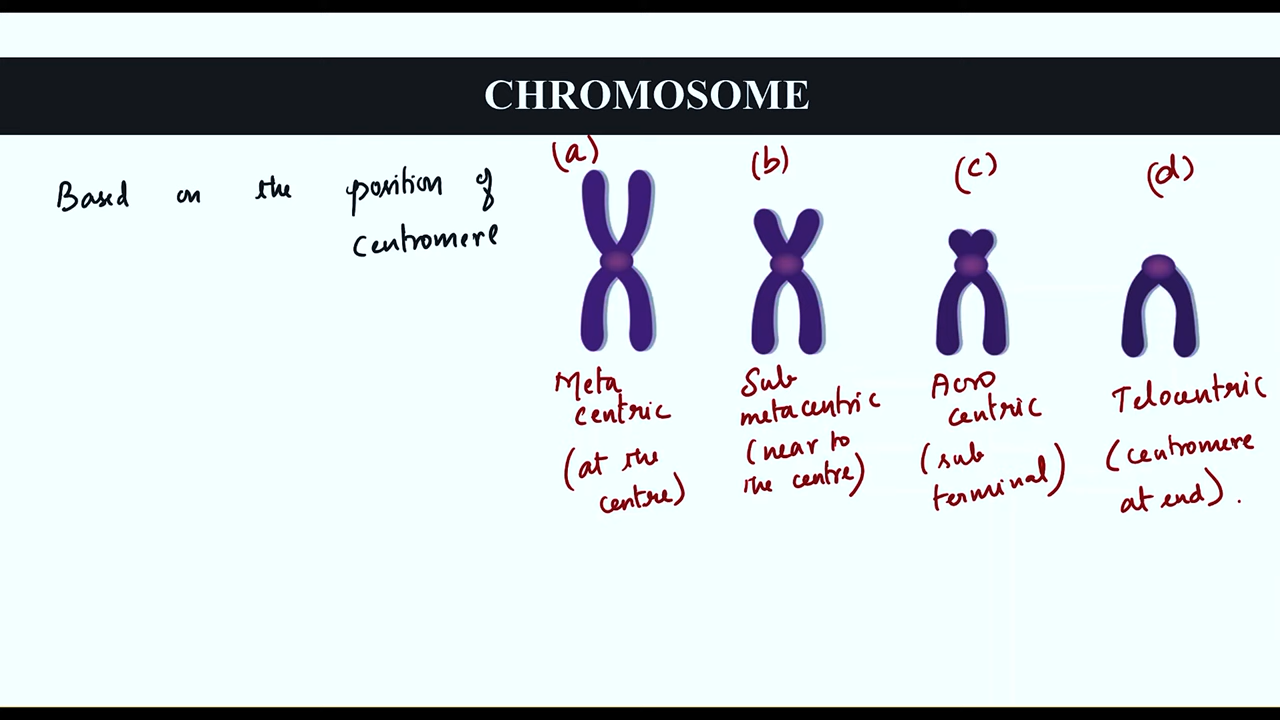 CHROMOSOME
Based on the position of
centromere
(a)
(b)
(c)
(d)
Meta
centric
(at the
centre)
Sub
metacentric
(near to
the centre)
Acro
centric
(sub
terminal)
Telocentric
(centromere
at end).